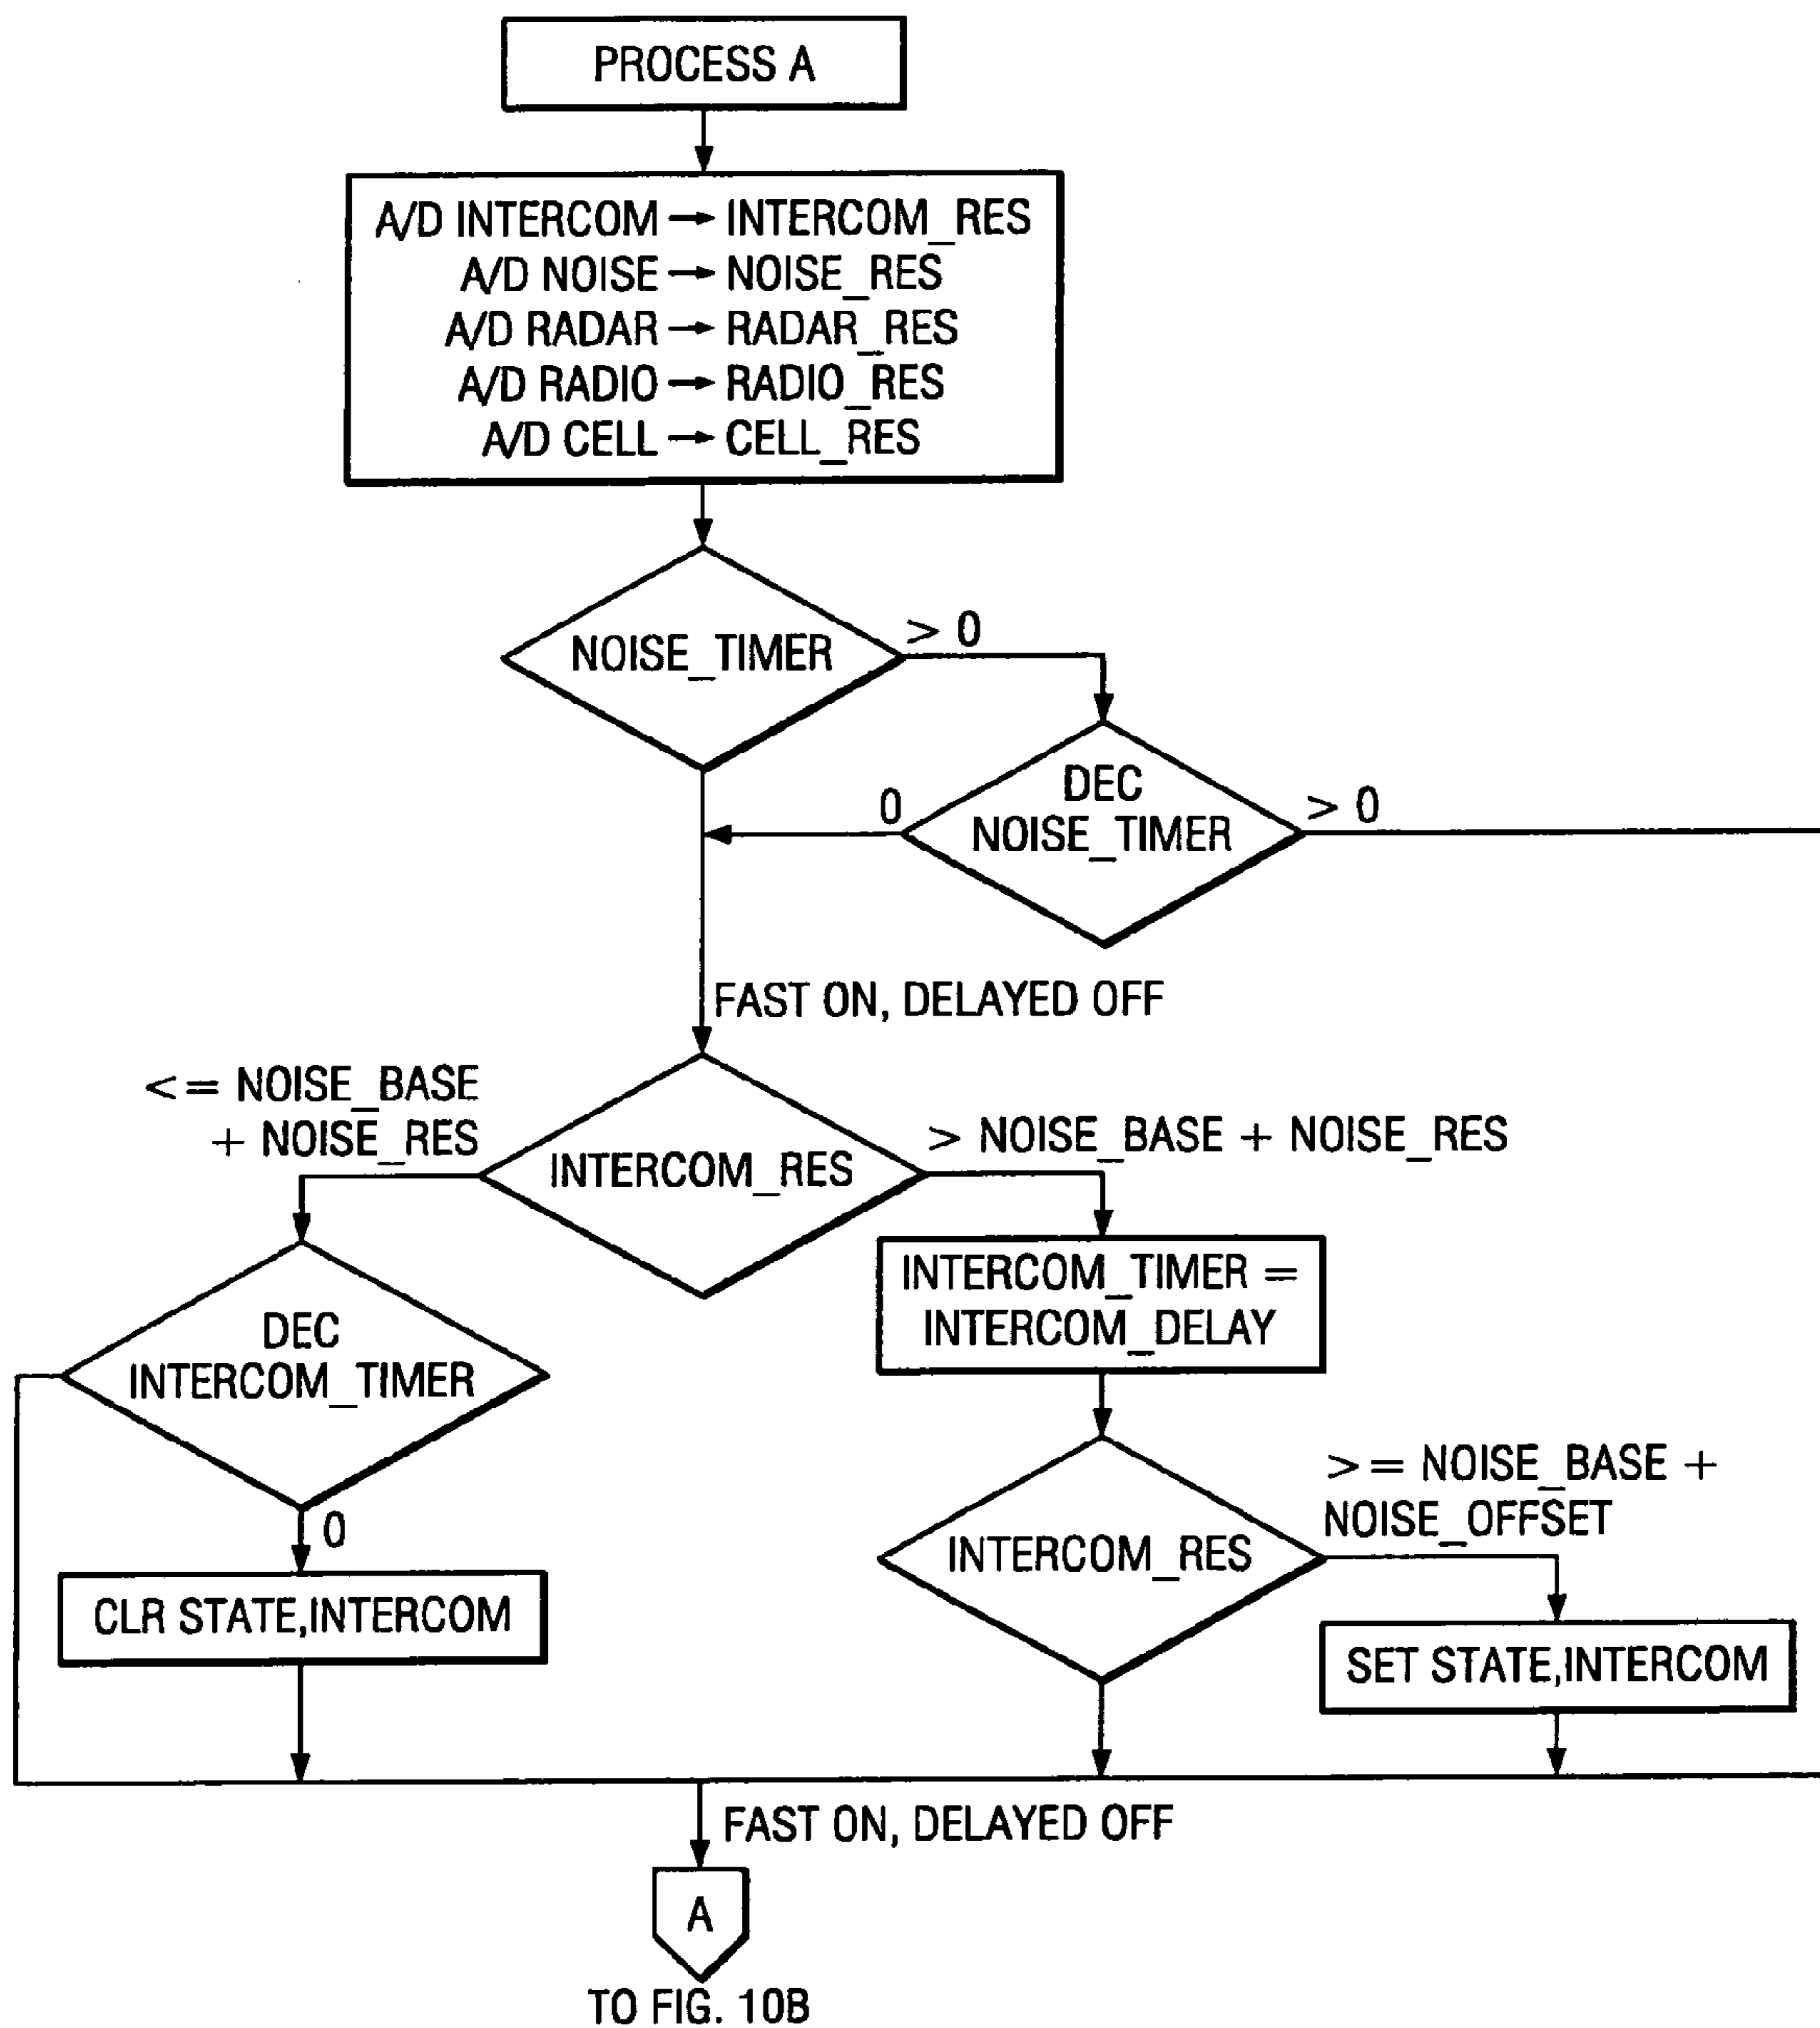 PROCESS A
A/D INTERCOM → INTERCOM_RES
A/D NOISE → NOISE_RES
A/D RADAR → RADAR_RES
A/D RADIO → RADIO_RES
A/D CELL → CELL_RES
NOISE_TIMER
> 0
DEC
NOISE_TIMER
0
> 0
FAST ON, DELAYED OFF
<= NOISE_BASE
+ NOISE_RES
INTERCOM_RES
> NOISE_BASE + NOISE_RES
DEC
INTERCOM_TIMER
INTERCOM_TIMER =
INTERCOM_DELAY
0
CLR STATE,INTERCOM
INTERCOM_RES
>= NOISE_BASE +
NOISE_OFFSET
SET STATE,INTERCOM
FAST ON, DELAYED OFF
A
TO FIG. 10B